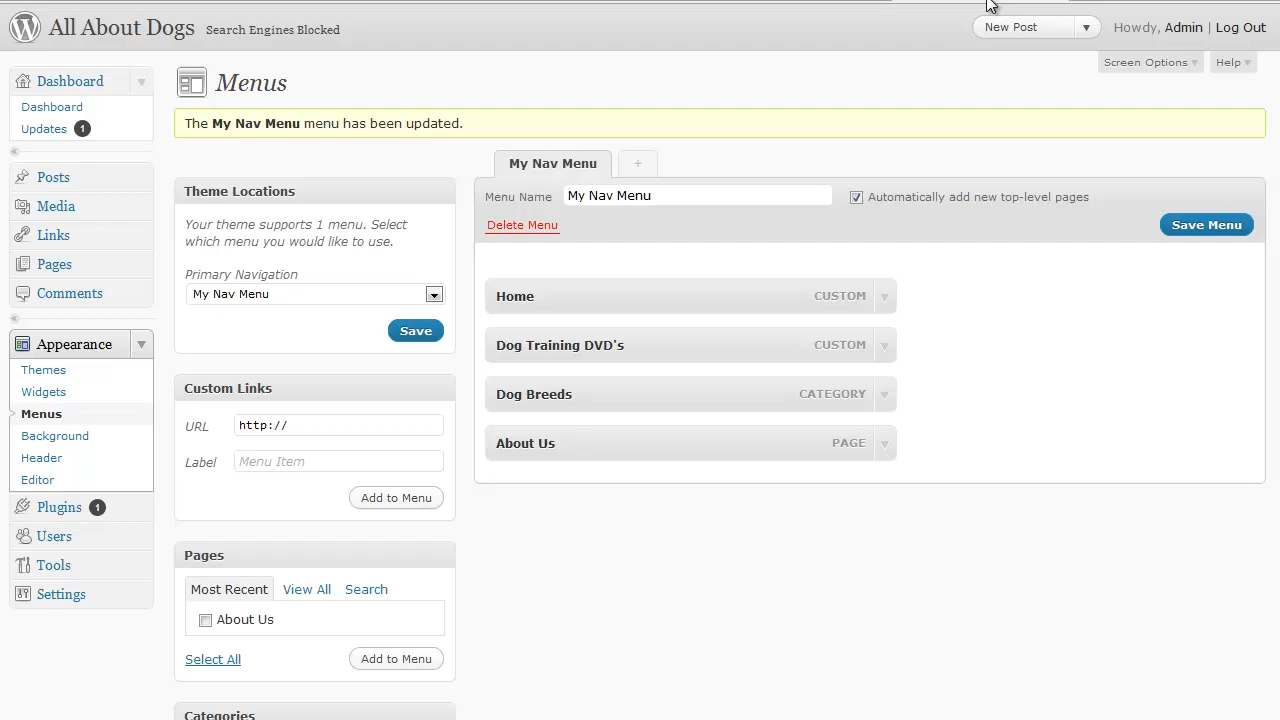 All About Dogs Search Engines Blocked
New Post
Howdy, Admin | Log Out
Screen Options
Help
Dashboard
Dashboard
Updates 1
Posts
Media
Links
Pages
Comments
Appearance
Themes
Widgets
Menus
Background
Header
Editor
Plugins 1
Users
Tools
Settings
Menus
The My Nav Menu menu has been updated.
Theme Locations
Your theme supports 1 menu. Select
which menu you would like to use.
Primary Navigation
My Nav Menu
Save
Custom Links
URL http://
Label Menu Item
Add to Menu
Pages
Most Recent View All Search
About Us
Select All Add to Menu
Categories
My Nav Menu +
Menu Name My Nav Menu Automatically add new top-level pages
Delete Menu Save Menu
Home CUSTOM
Dog Training DVD's CUSTOM
Dog Breeds CATEGORY
About Us PAGE